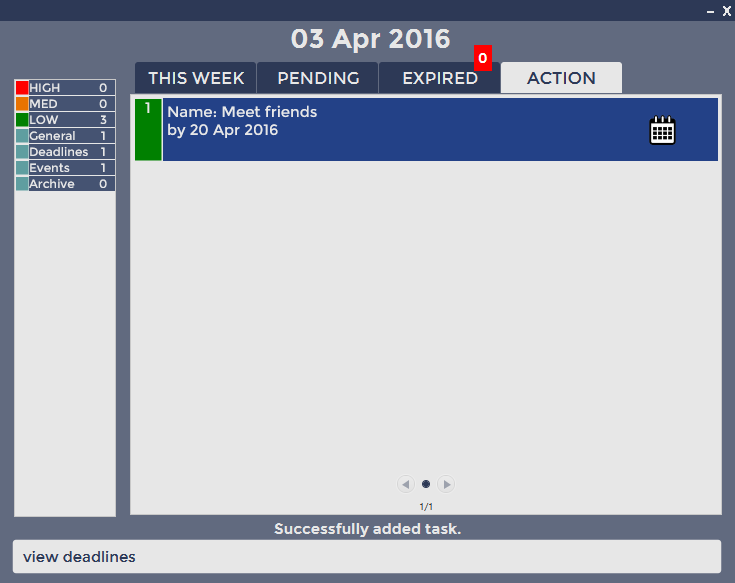 – X
03 Apr 2016
0
THIS WEEK PENDING EXPIRED ACTION
HIGH 0
MED 0
LOW 3
General 1
Deadlines 1
Events 1
Archive 0
1
Name: Meet friends
by 20 Apr 2016
1/1
Successfully added task.
view deadlines